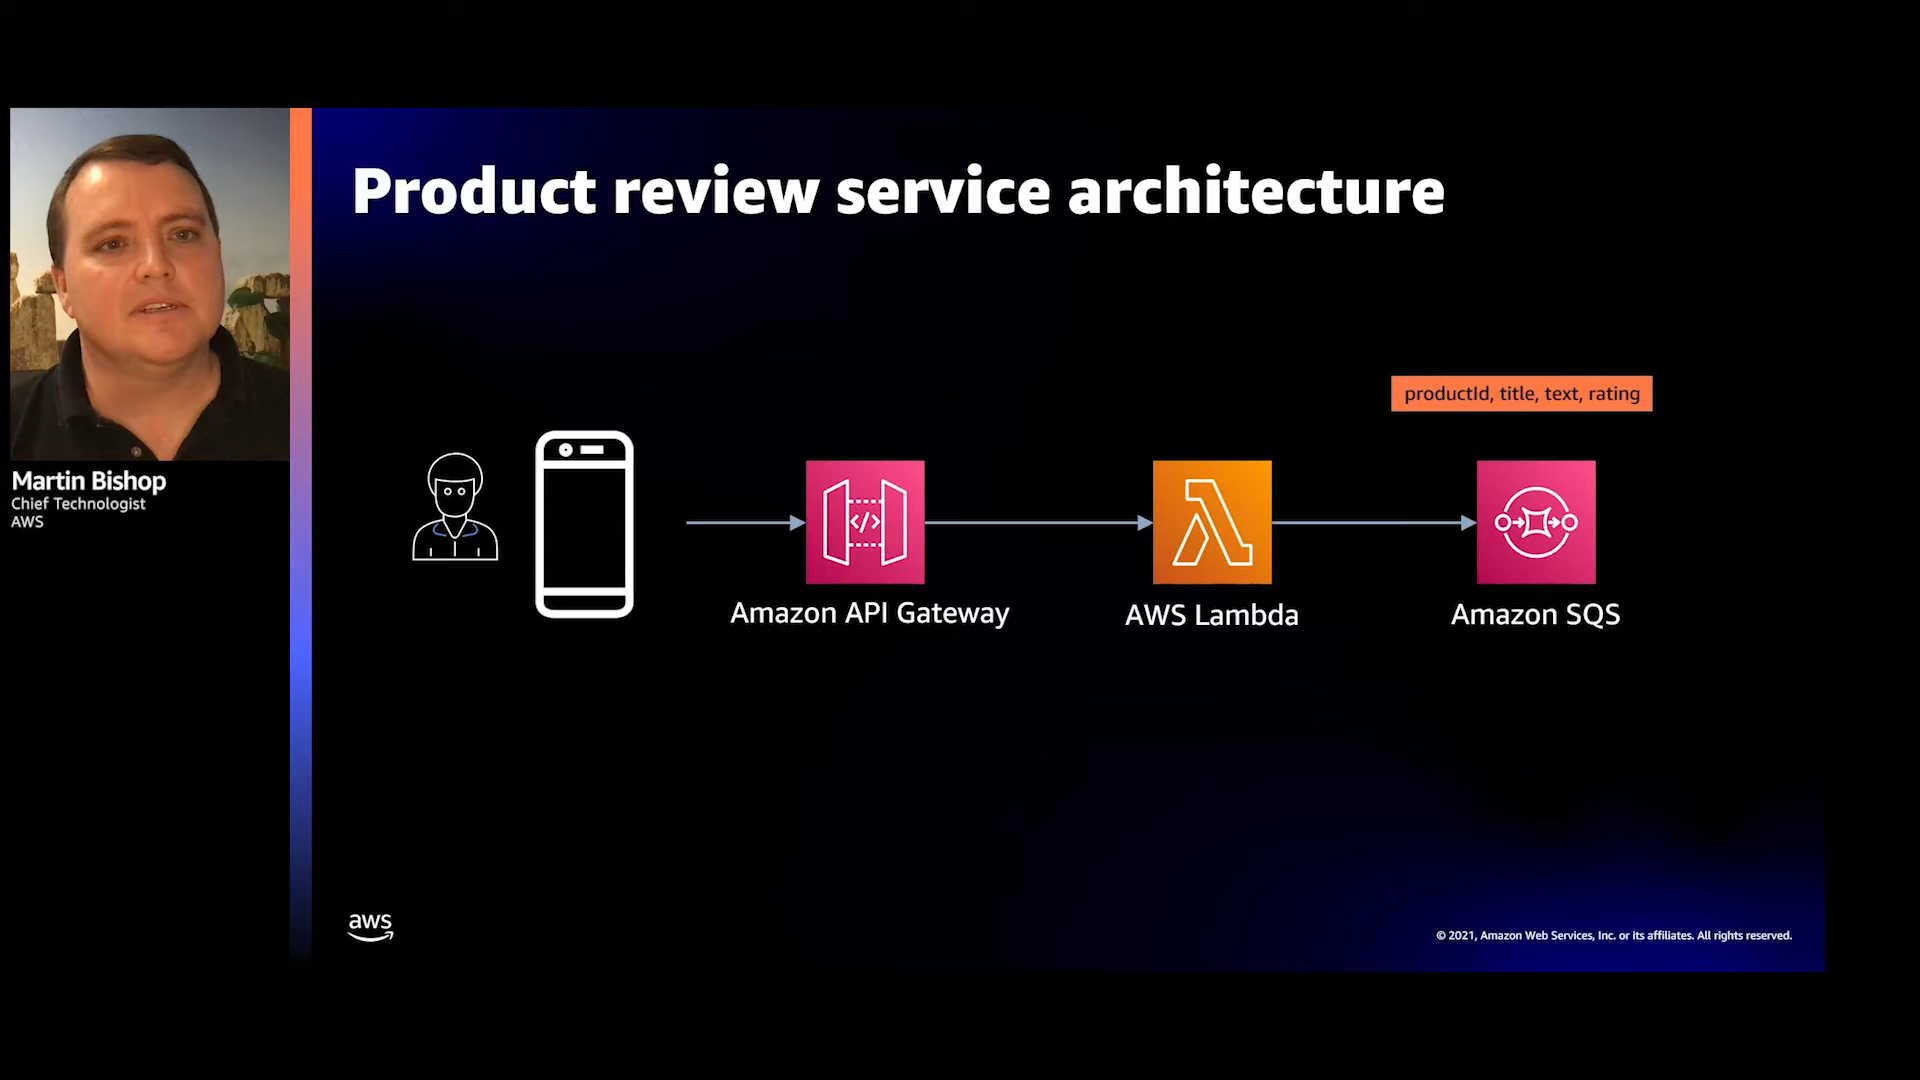 Product review service architecture
Martin Bishop
Chief Technologist
AWS
productId, title, text, rating
</>
Amazon API Gateway
AWS Lambda
Amazon SQS
aws
© 2021, Amazon Web Services, Inc. or its affiliates. All rights reserved.